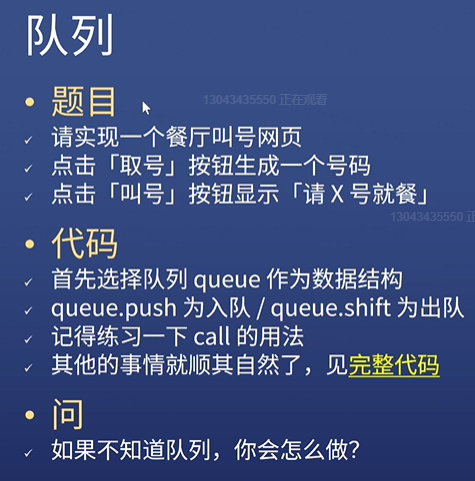 队列
• 题目
13043435550 正在观看
✓ 请实现一个餐厅叫号网页
✓ 点击「取号」按钮生成一个号码
✓ 点击「叫号」按钮显示「请 X 号就餐」
13043435550 正
• 代码
✓ 首先选择队列 queue 作为数据结构
✓ queue.push 为入队 / queue.shift 为出队
✓ 记得练习一下 call 的用法
✓ 其他的事情就顺其自然了，见完整代码
• 问
✓ 如果不知道队列，你会怎么做？